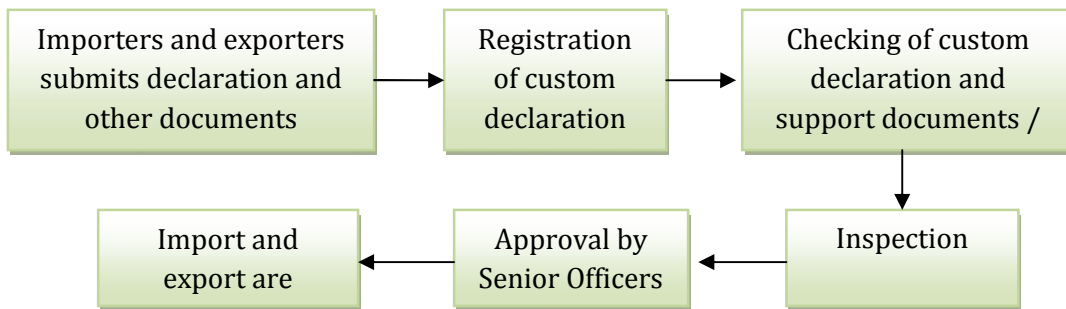 Importers and exporters
submits declaration and
other documents
Registration
of custom
declaration
Checking of custom
declaration and
support documents /
Inspection
Approval by
Senior Officers
Import and
export are